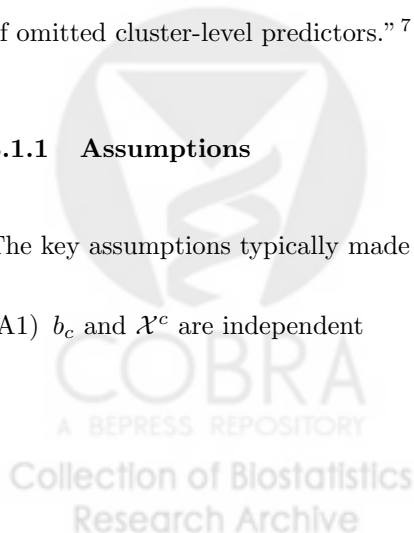 f omitted cluster-level predictors.” 7
.1.1 Assumptions
The key assumptions typically made
A1) $b_c$ and $\mathcal{X}^c$ are independent
COBRA
A BEPRESS REPOSITORY
Collection of Biostatistics
Research Archive